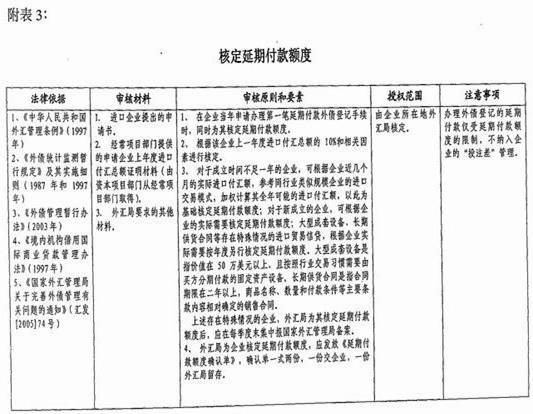 附表3：
核定延期付款额度
法律依据
审核材料
审核原则和要素
授权范围
注意事项
1、《中华人民共和国
外汇管理条例》（1997
年）
2、《外债统计监测暂
行规定》及其实施细
则（1987 年和 1997
年）
3、《外债管理暂行办
法》（2003 年）
4、《境内机构借用国
际商业贷款管理办
法》（1997年）
5、《国家外汇管理局
关于完善外债管理有
关问题的通知》（汇发
[2005]74 号）
1. 进口企业提出的申
请书。
2. 经常项目部门提供
的申请企业上年度进口
付汇总额证明材料（由
资本项目部门从经常项
目部门取得）。
3. 外汇局要求的其他
材料。
1. 在企业当年申请办理第一笔延期付款外债登记手
续时，同时为其核定延期付款额度。
2. 根据该企业上一年度进口付汇总额的 10%和相关因
素进行核定。
3. 对于成立时间不足一年的企业，可根据企业近几个
月的实际进口付汇额，参考同行类似规模企业的进口
交易模式，加权计算其全年可能的进口付汇额，以此为
基础核定延期付款额度；对于新成立的企业，可根据企
业的实际需要核定延期付款额度；大型成套设备、长期
供货合同等存在特殊情况的进口贸易信贷，根据企业实
际需要按年度另行核定延期付款额度。大型成套设备是
指价值在 50 万美元以上、且按照行业交易习惯需要由
买方分期付款的固定资产设备，长期供货合同是指合同
期限在二年以上，商品名称、数量和付款条件等主要条
款内容相对确定的销售合同。
上述存在特殊情况的企业，外汇局为其核定延期付款
额度后，应在每季度末集中报国家外汇管理局备案。
4、 外汇局为企业核定延期付款额度，应发放《延期付
款额度确认单》，确认单一式两份，一份交企业，一份
外汇局留存。
由企业所在地外
汇局核定。
办理外债登记的延期
付款仅受延期付款额度
的限制，不纳入企
业的“投注差”管理。